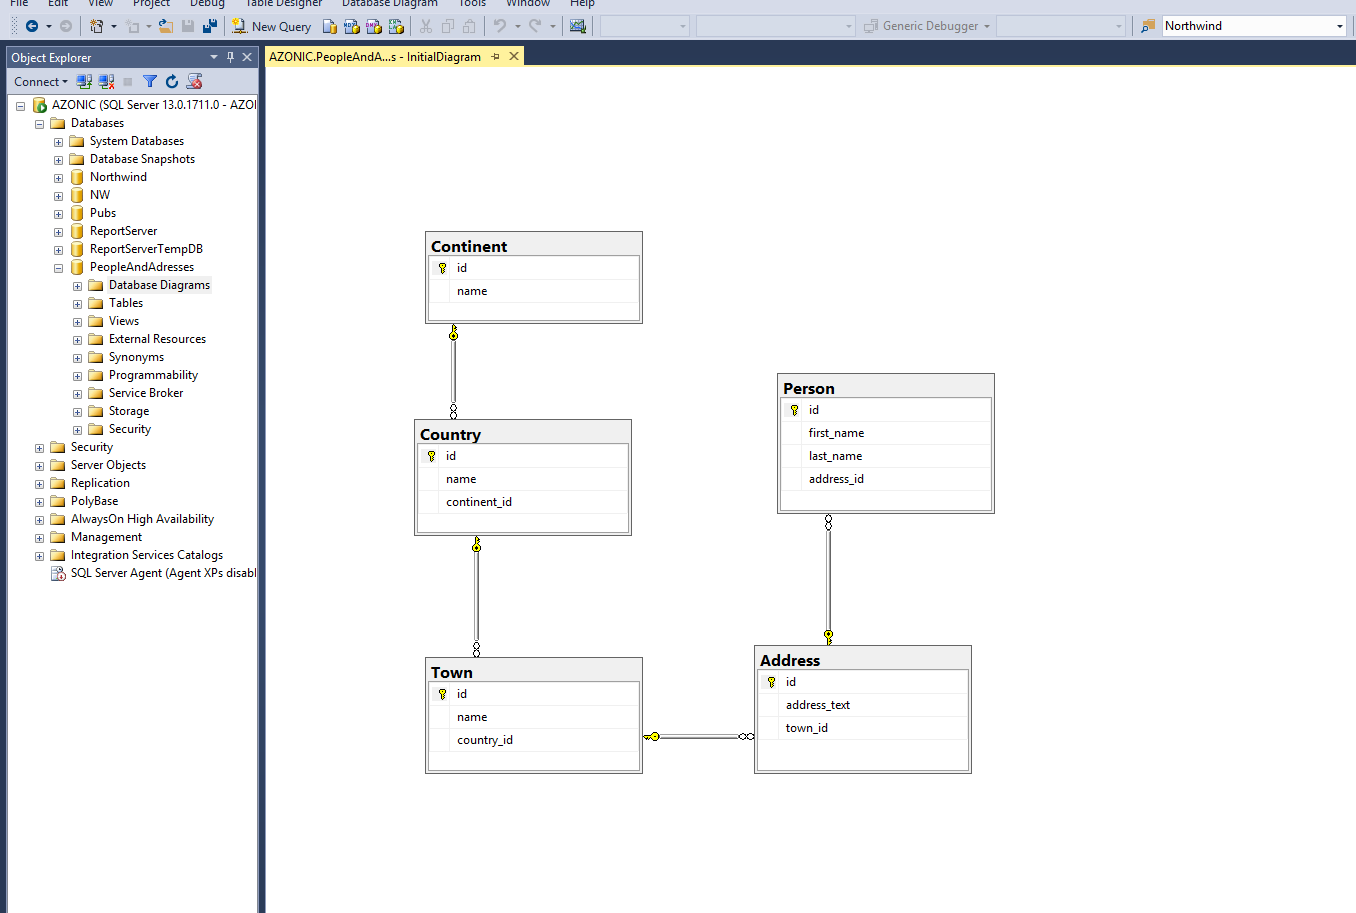 File Edit View Project Debug Table Designer Database Diagram Tools Window Help
New Query Generic Debugger Northwind
Object Explorer
Connect
AZONIC (SQL Server 13.0.1711.0 - AZO
Databases
System Databases
Database Snapshots
Northwind
NW
Pubs
ReportServer
ReportServerTempDB
PeopleAndAdresses
Database Diagrams
Tables
Views
External Resources
Synonyms
Programmability
Service Broker
Storage
Security
Security
Server Objects
Replication
PolyBase
AlwaysOn High Availability
Management
Integration Services Catalogs
SQL Server Agent (Agent XPs disabl
AZONIC.PeopleAndA...s - InitialDiagram
Continent
id
name
Country
id
name
continent_id
Town
id
name
country_id
Person
id
first_name
last_name
address_id
Address
id
address_text
town_id